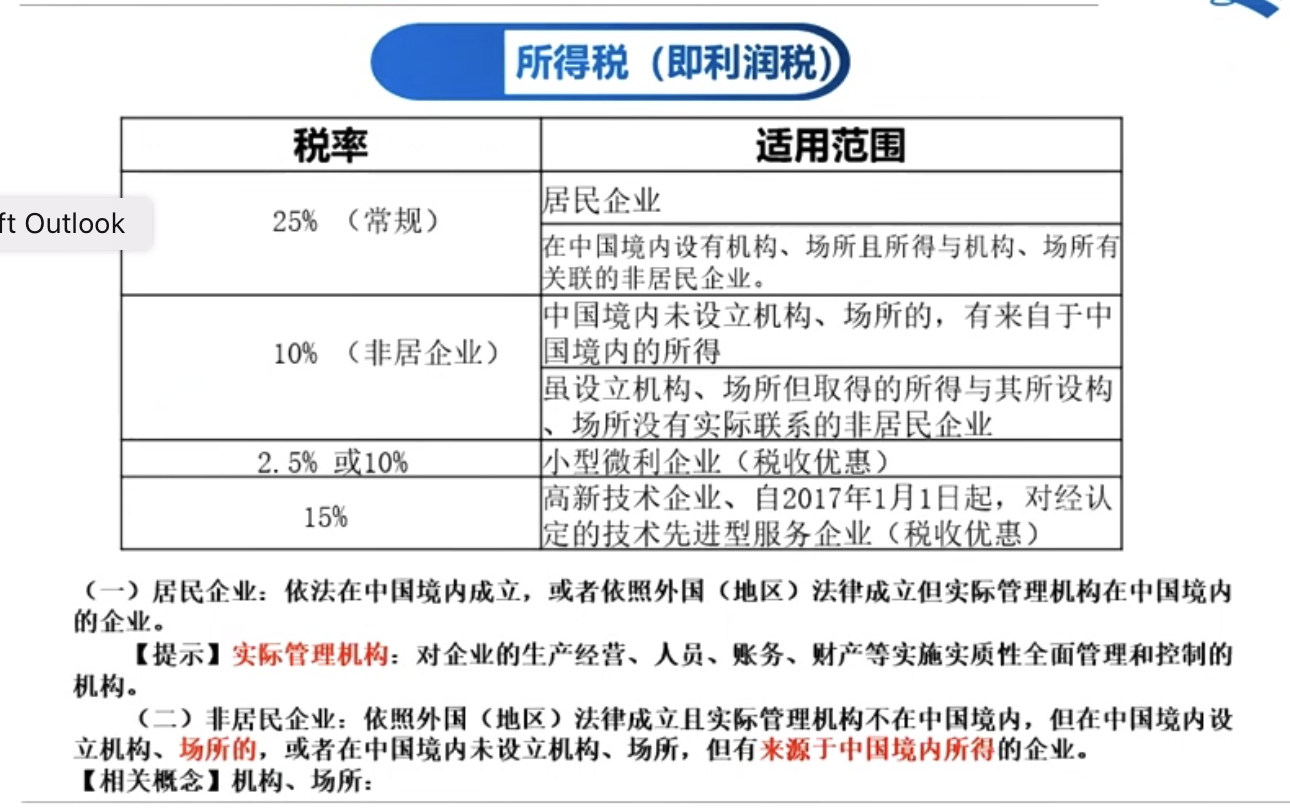 所得税（即利润税）
税率
适用范围
25% （常规）
居民企业
在中国境内设有机构、场所且所得与机构、场所有
关联的非居民企业。
ft Outlook
10% （非居企业）
中国境内未设立机构、场所的，有来自于中
国境内的所得
虽设立机构、场所但取得的所得与其所设构
、场所没有实际联系的非居民企业
2.5% 或10%
小型微利企业（税收优惠）
15%
高新技术企业、自2017年1月1日起，对经认
定的技术先进型服务企业（税收优惠）
（一）居民企业：依法在中国境内成立，或者依照外国（地区）法律成立但实际管理机构在中国境内
的企业。
【提示】实际管理机构：对企业的生产经营、人员、账务、财产等实施实质性全面管理和控制的
机构。
（二）非居民企业：依照外国（地区）法律成立且实际管理机构不在中国境内，但在中国境内设
立机构、场所的，或者在中国境内未设立机构、场所，但有来源于中国境内所得的企业。
【相关概念】机构、场所：